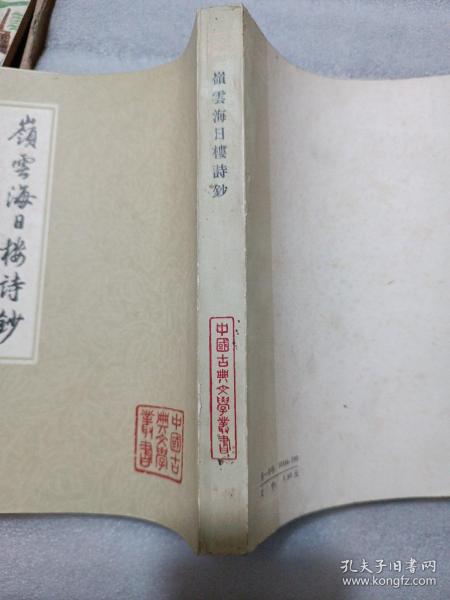 嶺雲海日樓詩鈔
中國古
典文學
叢書
嶺雲海日樓詩鈔
中國古典文學叢書
孔夫子旧书网
www.kongfz.com